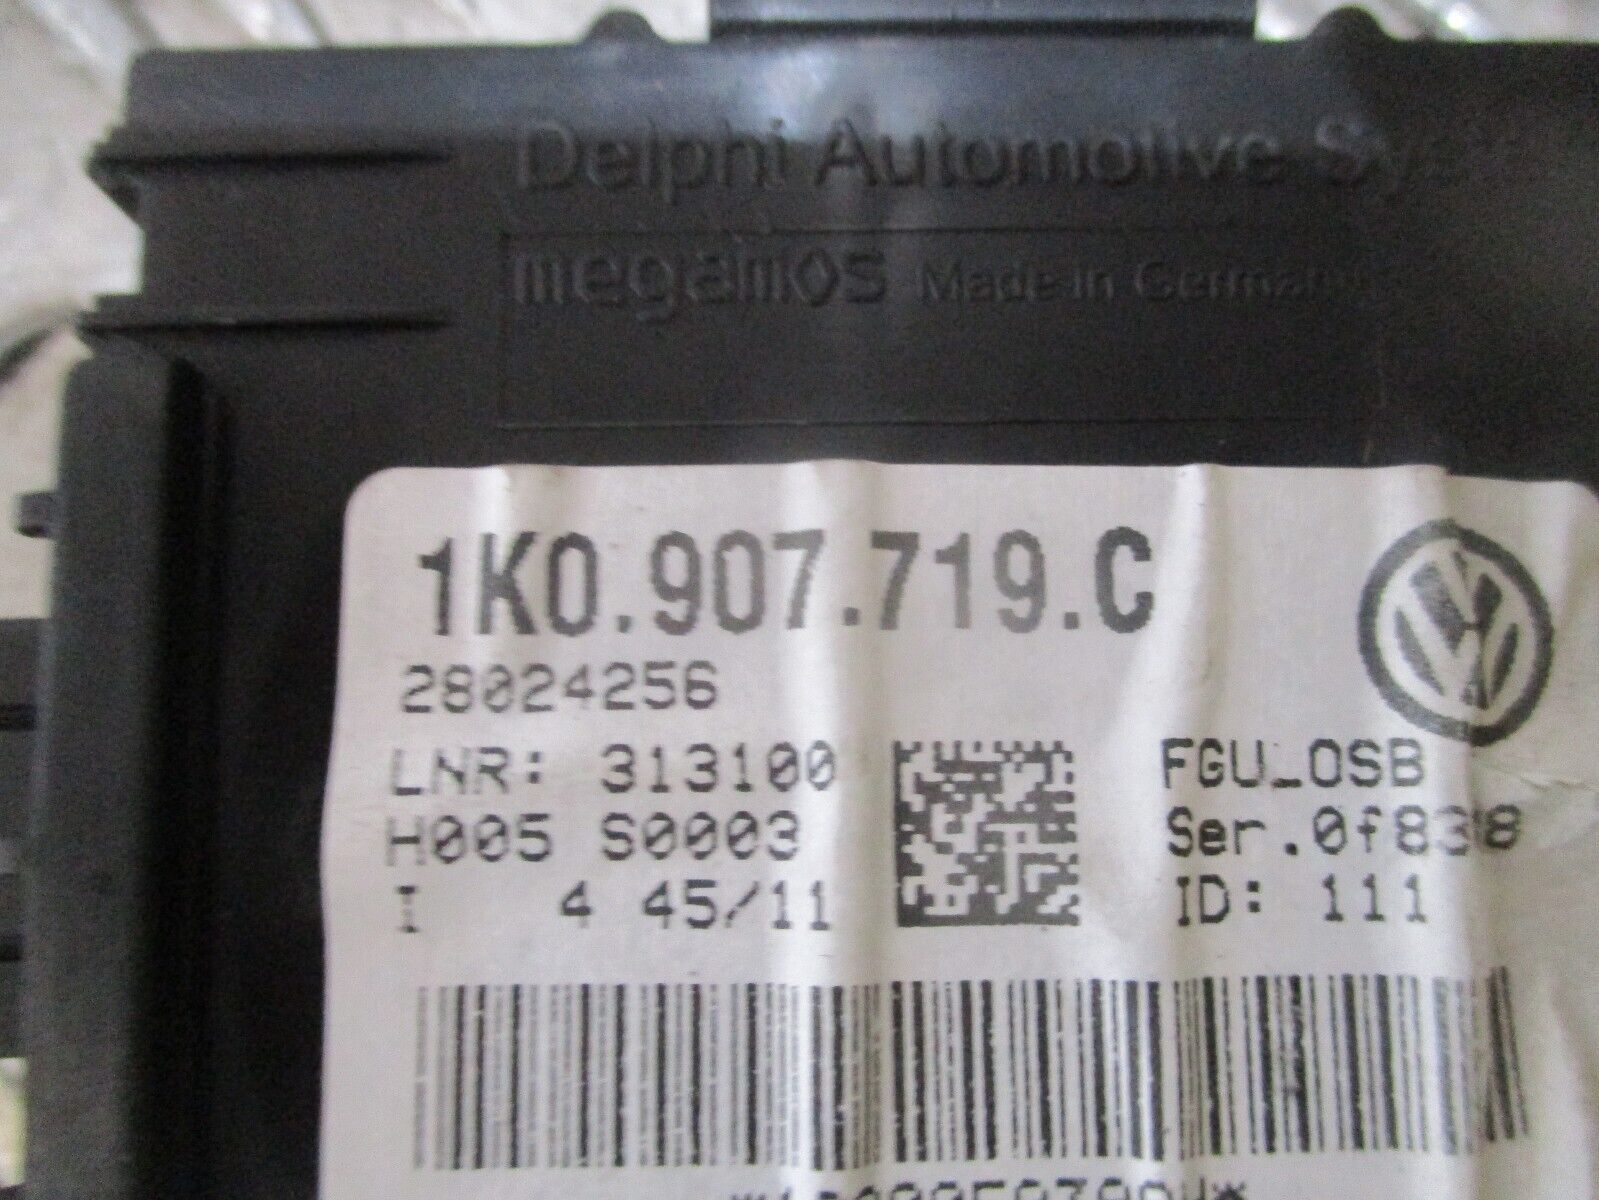 Delphi Automotive
megamos Made in Germany
1K0.907.719.C
28024256
LNR: 313100
FGU_OSB
H005 S0003
I 4 45/11
ID: 111